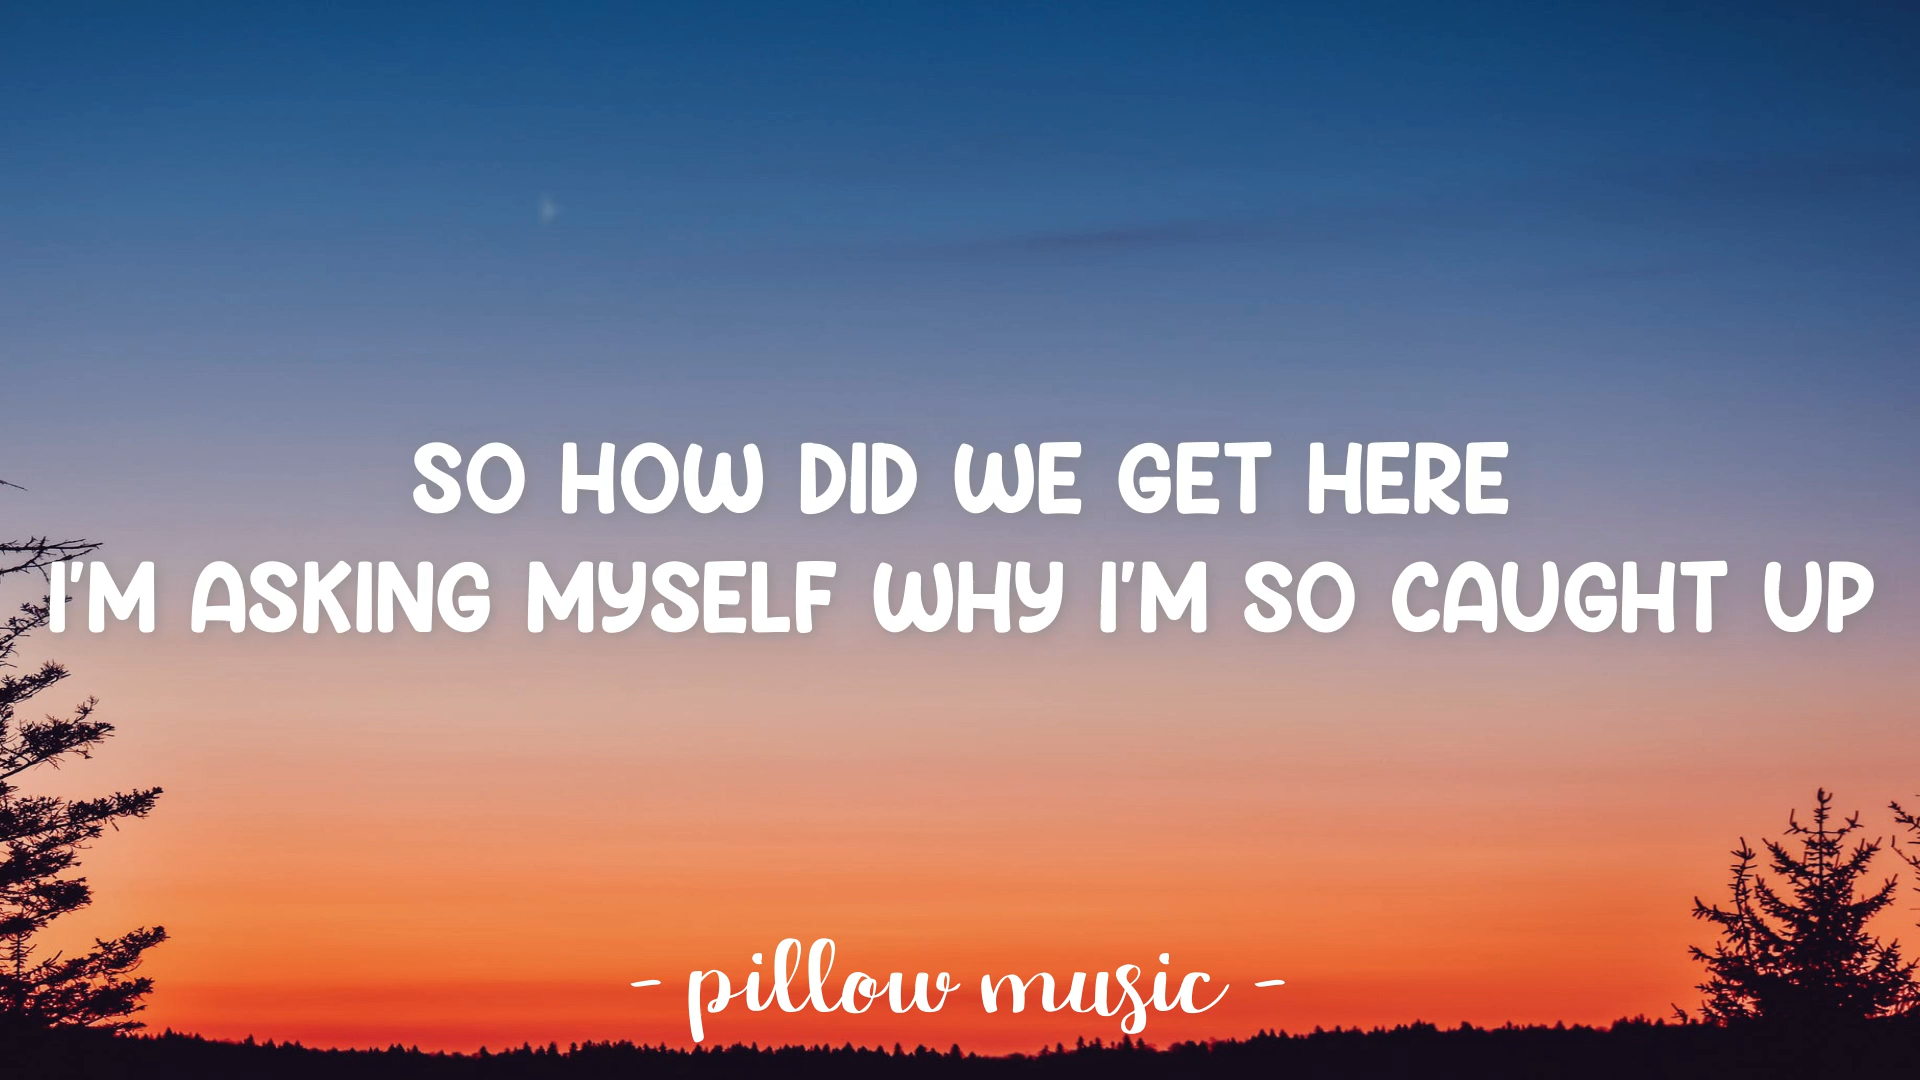 SO HOW DID WE GET HERE
I'M ASKING MYSELF WHY I'M SO CAUGHT UP
- pillow music -